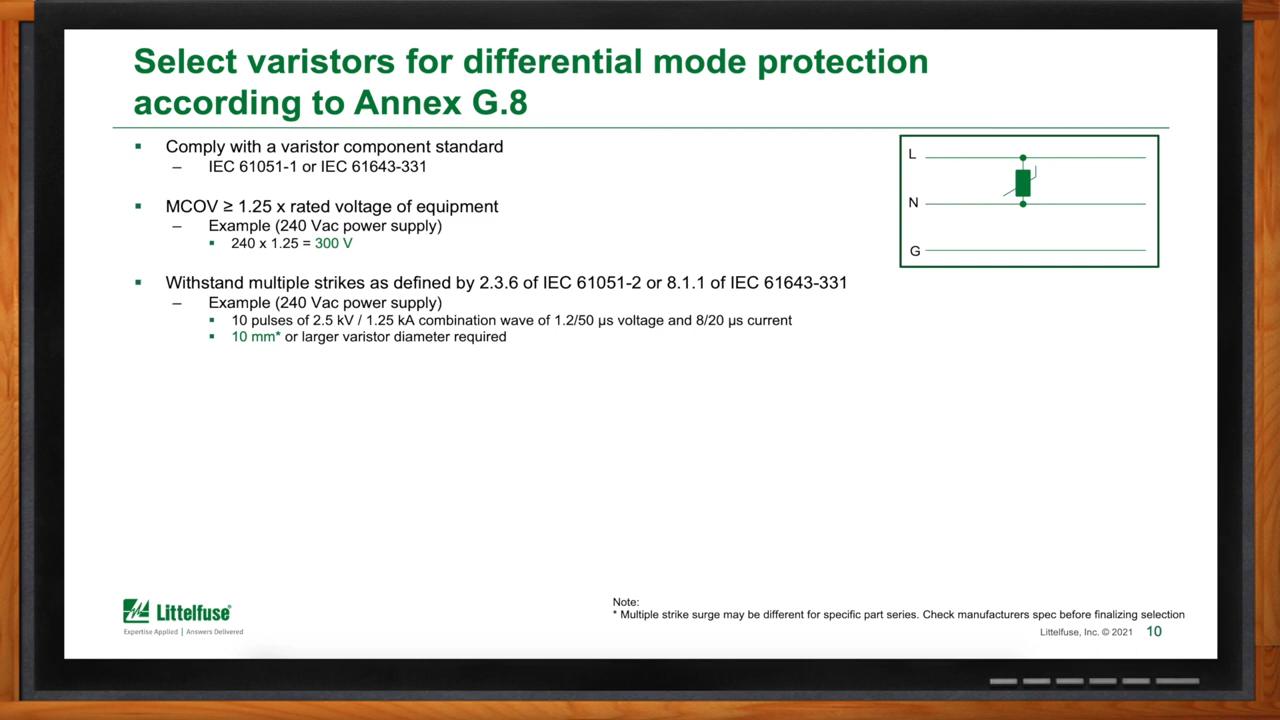 Select varistors for differential mode protection
according to Annex G.8
▪ Comply with a varistor component standard
– IEC 61051-1 or IEC 61643-331
▪ MCOV ≥ 1.25 x rated voltage of equipment
– Example (240 Vac power supply)
▪ 240 x 1.25 = 300 V
▪ Withstand multiple strikes as defined by 2.3.6 of IEC 61051-2 or 8.1.1 of IEC 61643-331
– Example (240 Vac power supply)
▪ 10 pulses of 2.5 kV / 1.25 kA combination wave of 1.2/50 µs voltage and 8/20 µs current
▪ 10 mm* or larger varistor diameter required
L
N
G
Littelfuse®
Expertise Applied | Answers Delivered
Note:
* Multiple strike surge may be different for specific part series. Check manufacturers spec before finalizing selection
Littelfuse, Inc. © 2021 10